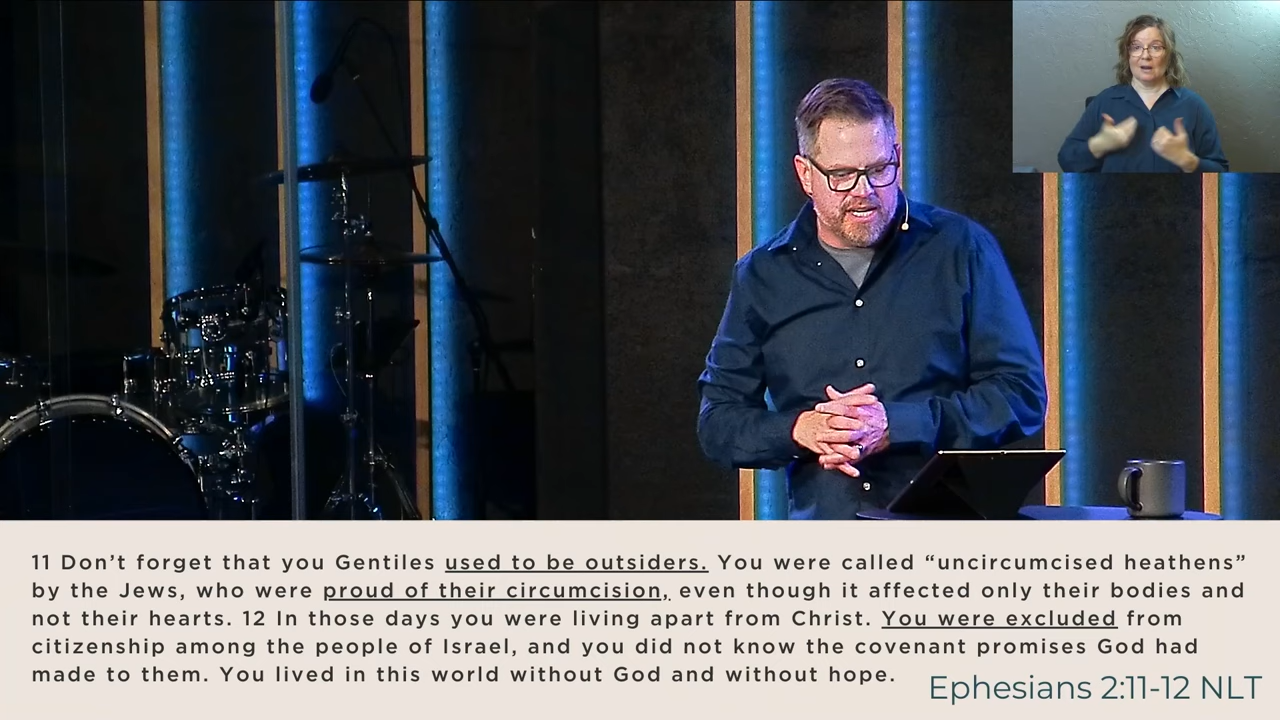 11 Don’t forget that you Gentiles used to be outsiders. You were called “uncircumcised heathens”
by the Jews, who were proud of their circumcision, even though it affected only their bodies and
not their hearts. 12 In those days you were living apart from Christ. You were excluded from
citizenship among the people of Israel, and you did not know the covenant promises God had
made to them. You lived in this world without God and without hope.
Ephesians 2:11-12 NLT